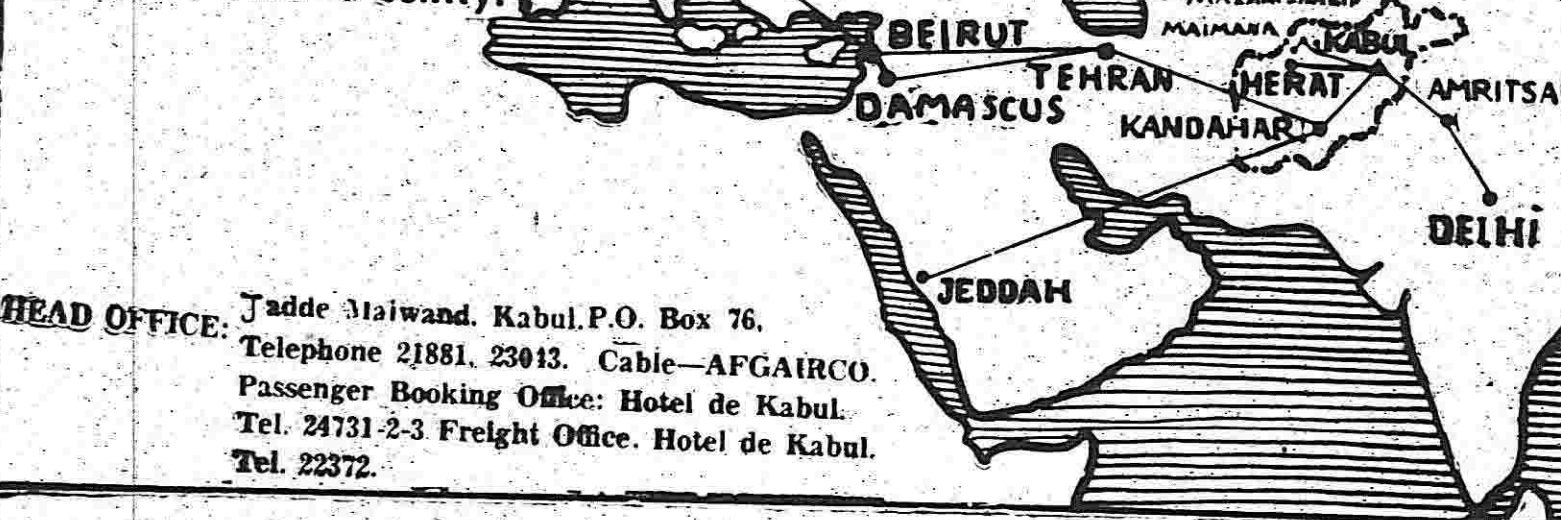 BEIRUT
MAIMANA
KABUL
TEHRAN
HERAT
AMRITSA
DAMASCUS
KANDAHAR
DELHI
JEDDAH
HEAD OFFICE: Jadde Maiwand. Kabul. P.O. Box 76.
Telephone 21881, 23013. Cable—AFGAIRCO.
Passenger Booking Office: Hotel de Kabul.
Tel. 24731-2-3 Freight Office. Hotel de Kabul.
Tel. 22372.